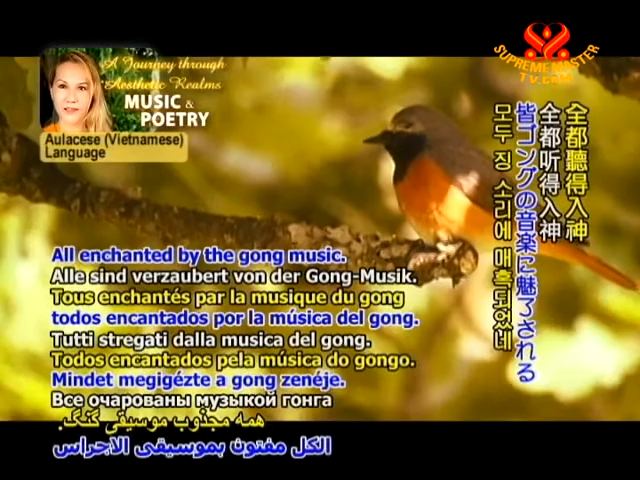 A Journey through
Aesthetic Realms
MUSIC &
POETRY
Aulacese (Vietnamese)
Language
SUPREME MASTER
TV.com
All enchanted by the gong music.
Alle sind verzaubert von der Gong-Musik.
Tous enchantés par la musique du gong
todos encantados por la música del gong.
Tutti stregati dalla musica del gong.
Todos encantados pela música do gongo.
Mindet megigézte a gong zenéje.
Все очарованы музыкой гонга
همه مجذوب موسیقی گنگ.
الكل مفتون بموسيقى الاجراس
全都聽得入神
全都听得入神
皆ゴングの音楽に魅了される
모두 징 소리에 매혹되었네